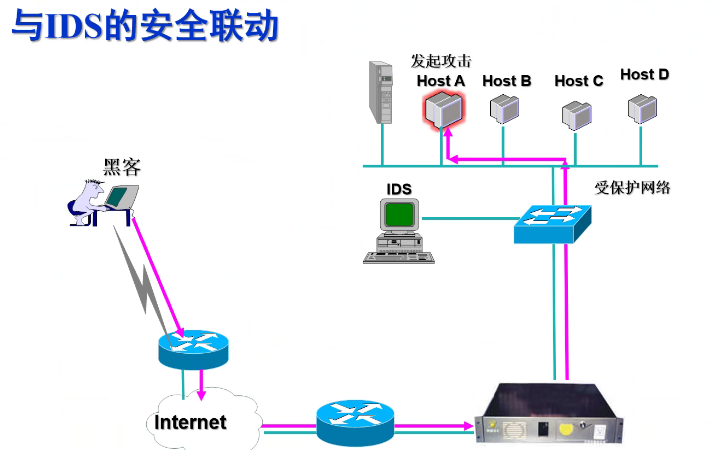 与IDS的安全联动
发起攻击
Host A
Host B
Host C
Host D
黑客
IDS
受保护网络
Internet